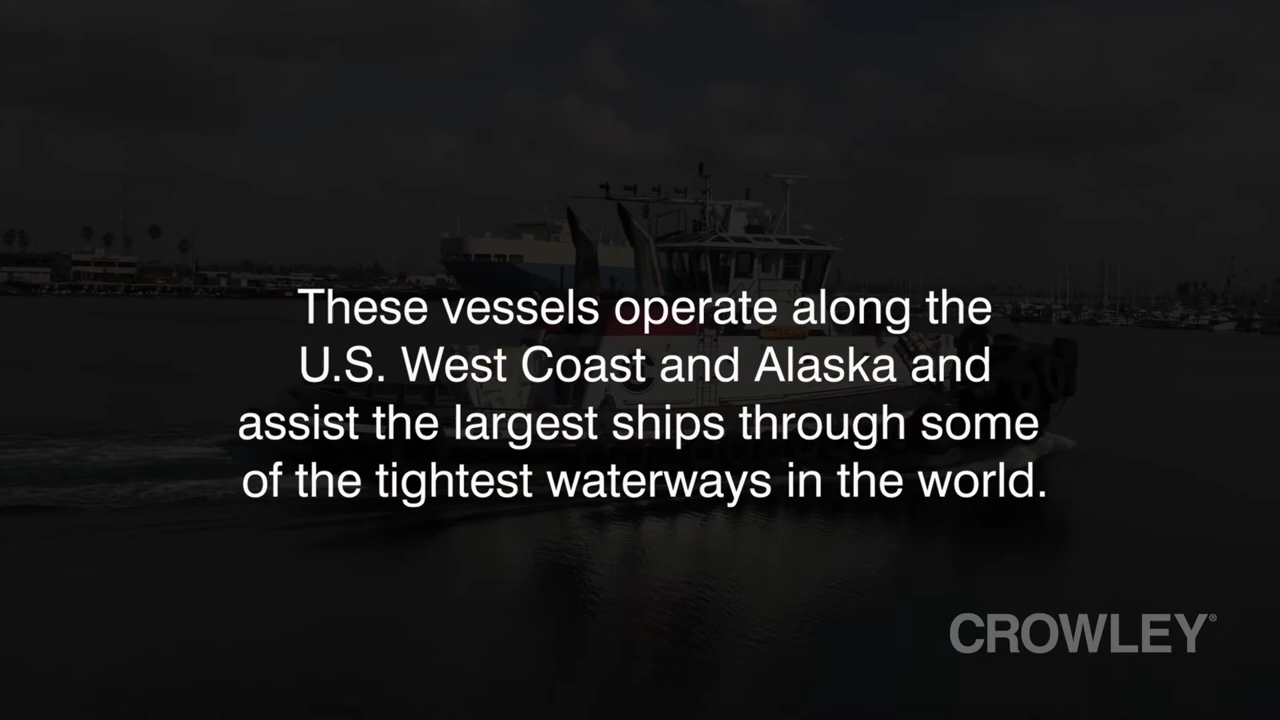 These vessels operate along the
U.S. West Coast and Alaska and
assist the largest ships through some
of the tightest waterways in the world.
CROWLEY®